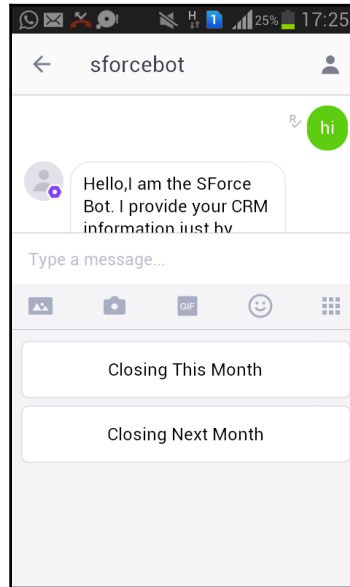 H 1 25% 17:25
sforcebot
R hi
Hello,I am the SForce
Bot. I provide your CRM
information just by
Type a message...
GIF
Closing This Month
Closing Next Month